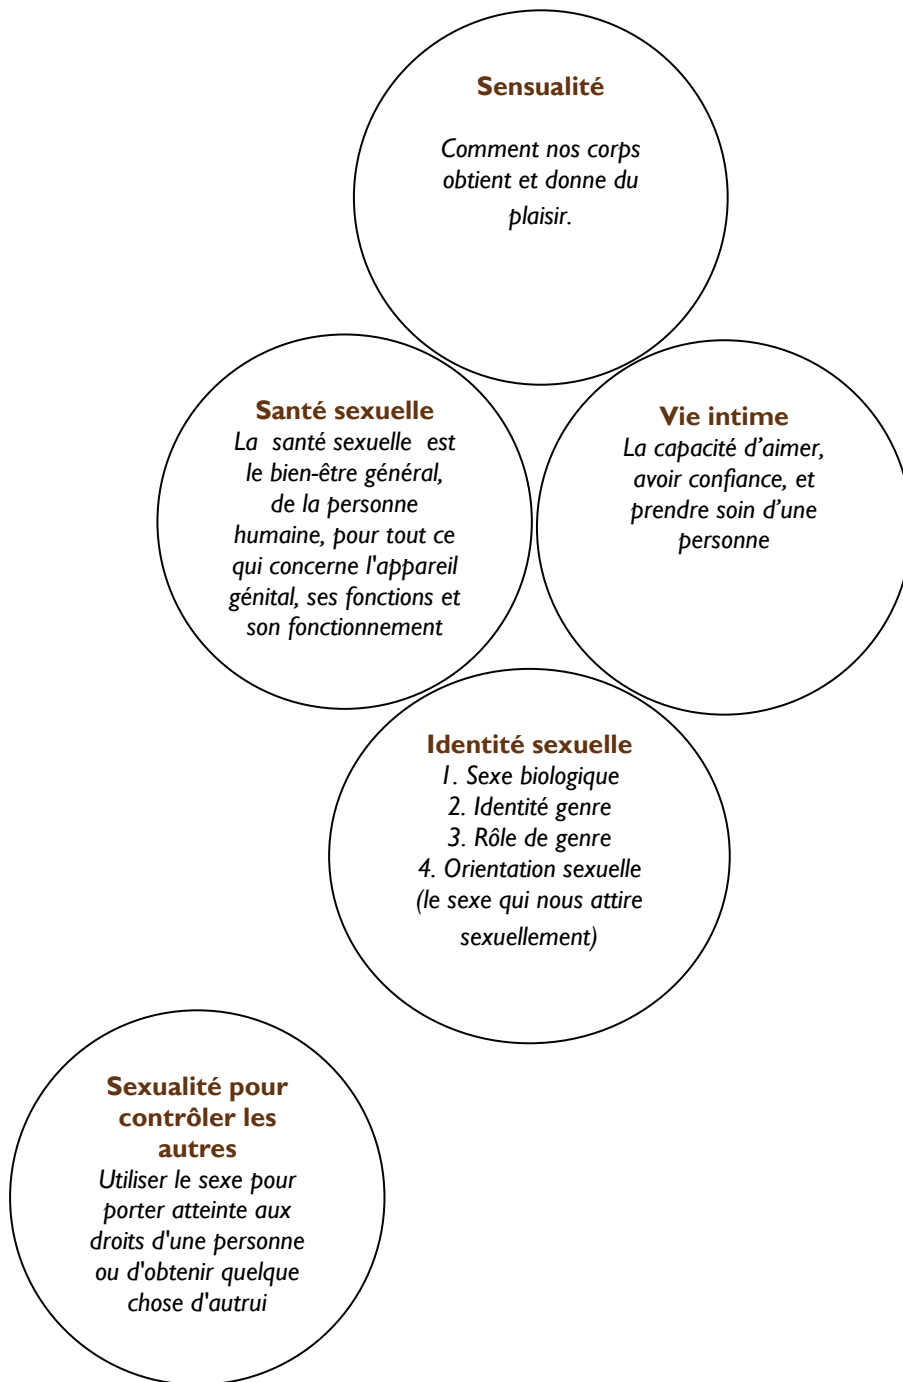 Sensualité
Comment nos corps
obtient et donne du
plaisir.
Santé sexuelle
La santé sexuelle est
le bien-être général,
de la personne
humaine, pour tout ce
qui concerne l'appareil
génital, ses fonctions et
son fonctionnement
Vie intime
La capacité d’aimer,
avoir confiance, et
prendre soin d’une
personne
Identité sexuelle
1. Sexe biologique
2. Identité genre
3. Rôle de genre
4. Orientation sexuelle
(le sexe qui nous attire
sexuellement)
Sexualité pour
contrôler les
autres
Utiliser le sexe pour
porter atteinte aux
droits d'une personne
ou d'obtenir quelque
chose d'autrui